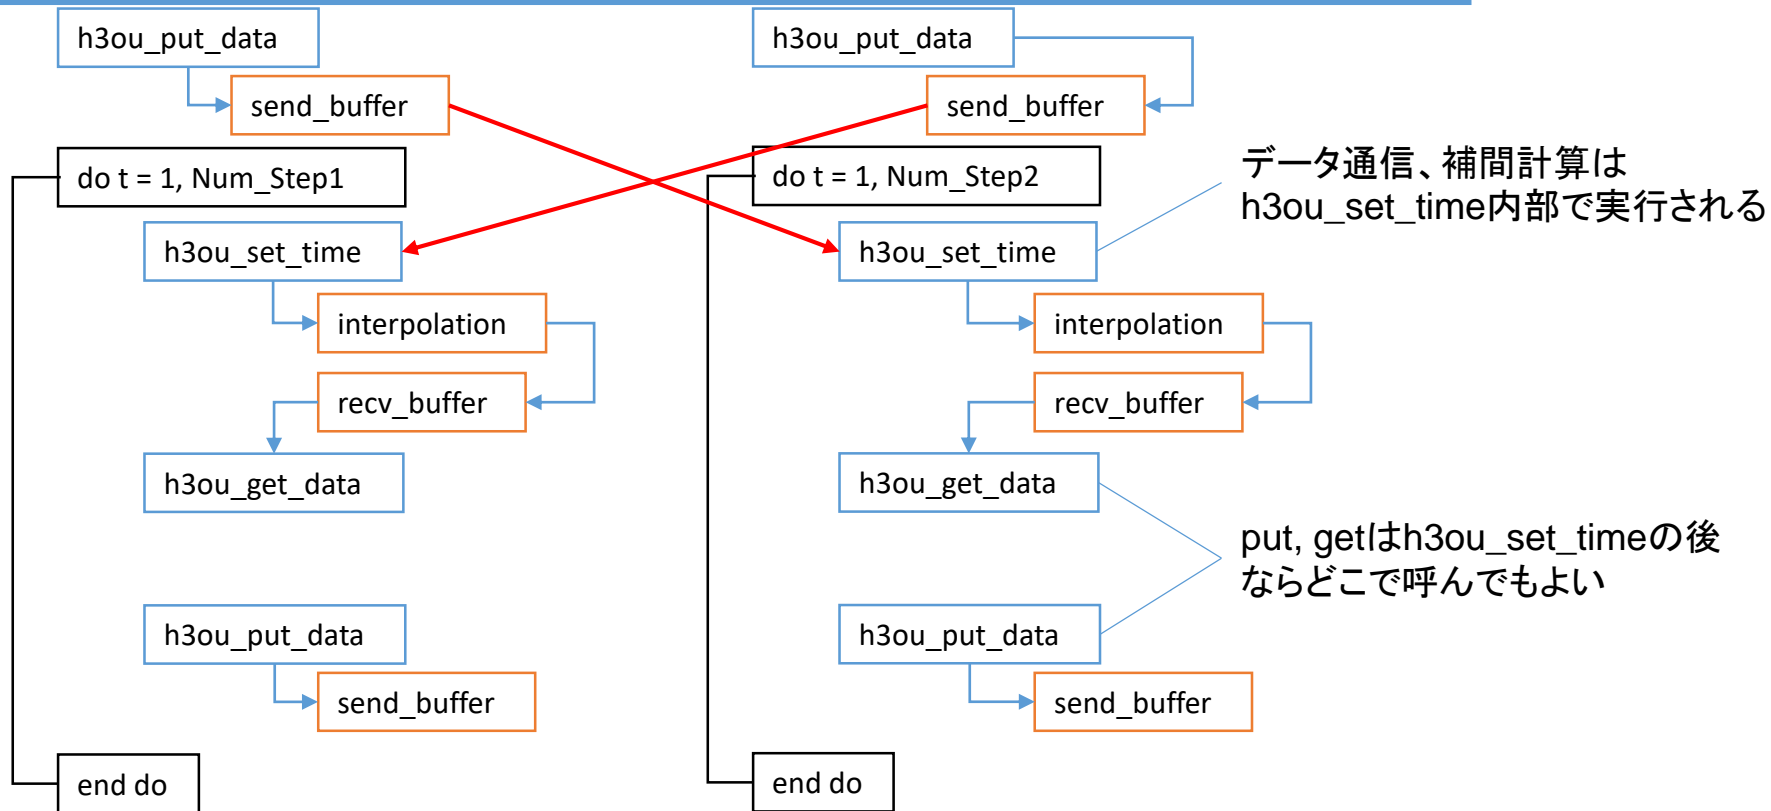 h3ou_put_data
send_buffer
do t = 1, Num_Step1
h3ou_set_time
interpolation
recv_buffer
h3ou_get_data
h3ou_put_data
send_buffer
end do
h3ou_put_data
send_buffer
do t = 1, Num_Step2
h3ou_set_time
interpolation
recv_buffer
h3ou_get_data
h3ou_put_data
send_buffer
end do
データ通信、補間計算は
h3ou_set_time内部で実行される
put, getはh3ou_set_timeの後
ならどこで呼んでもよい